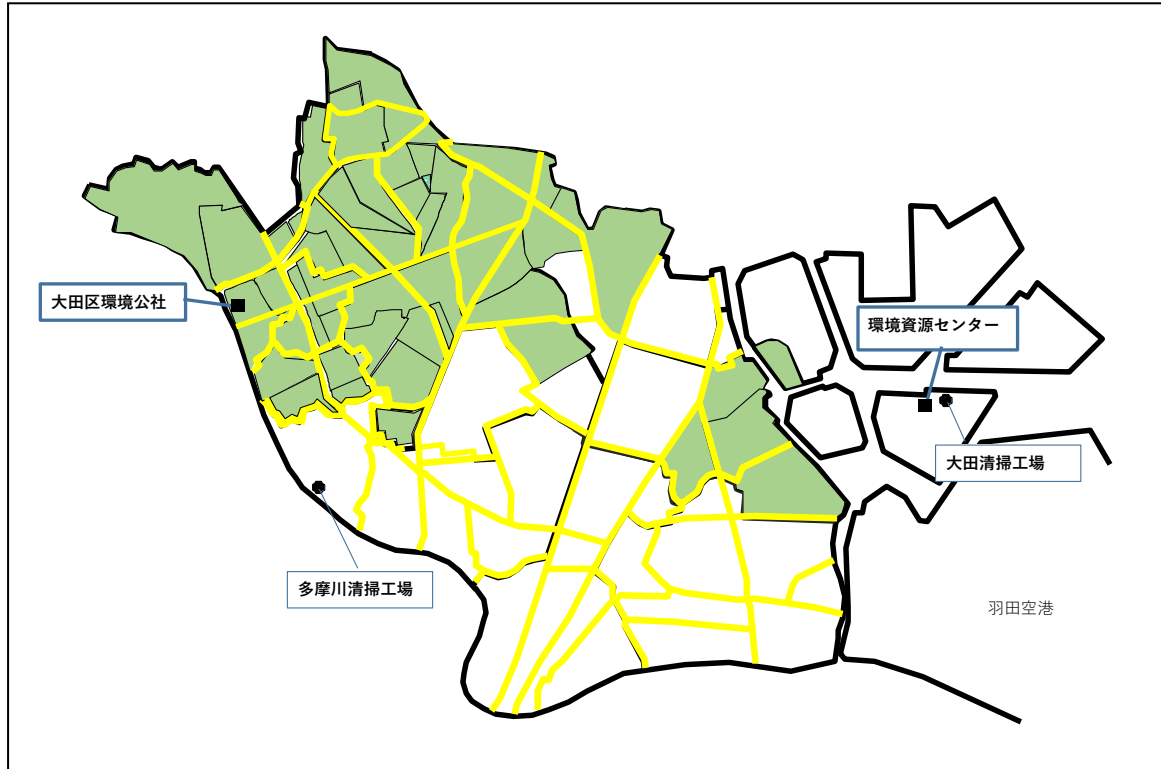 大田区環境公社
環境資源センター
大田清掃工場
多摩川清掃工場
羽田空港